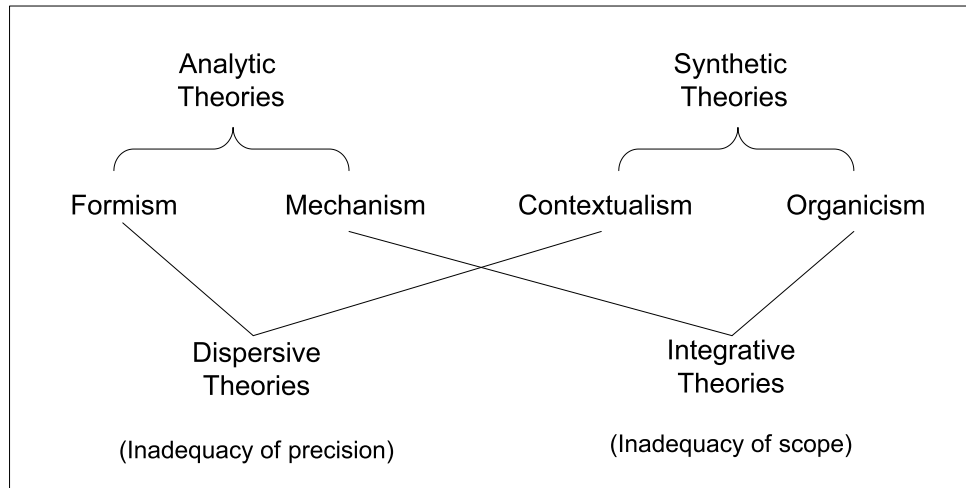 Analytic
Theories
Synthetic
Theories
Formism
Mechanism
Contextualism
Organicism
Dispersive
Theories
Integrative
Theories
(Inadequacy of precision)
(Inadequacy of scope)